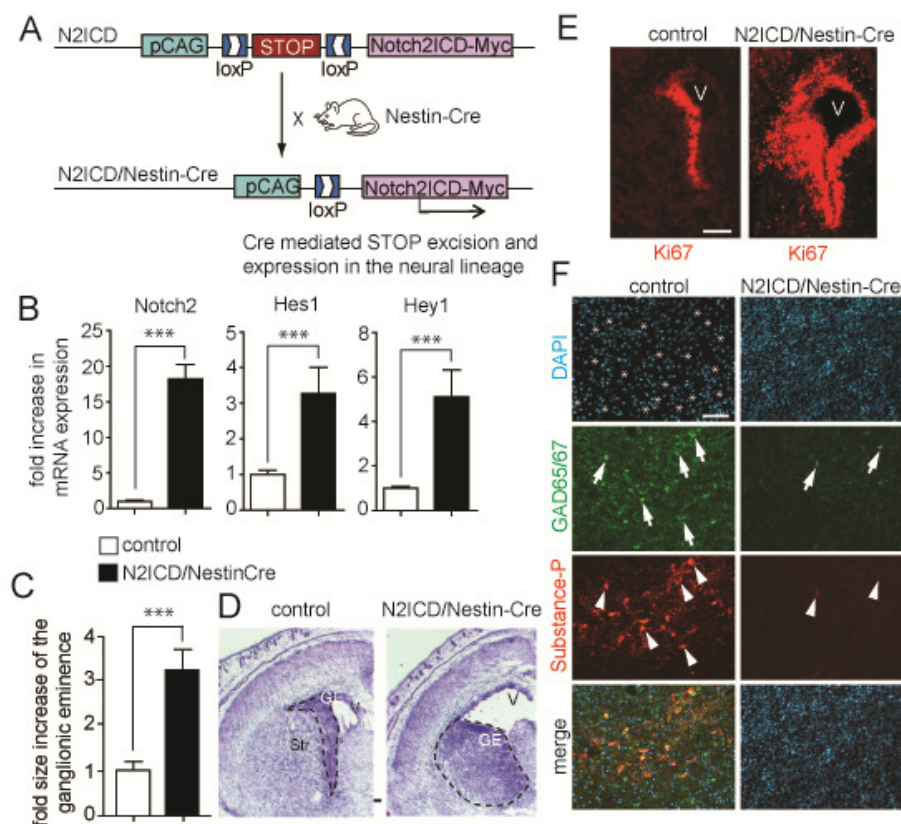 A
N2ICD
pCAG
STOP
Notch2ICD-Myc
loxP
loxP
X
Nestin-Cre
N2ICD/Nestin-Cre
pCAG
Notch2ICD-Myc
loxP
Cre mediated STOP excision and
expression in the neural lineage
B
Notch2
Hes1
Hey1
fold increase in
mRNA expression
25
20
15
10
5
0
***
5
4
3
2
1
0
***
8
6
4
2
0
***
control
N2ICD/NestinCre
C
fold size increase of the
ganglionic eminence
4
3
2
1
0
***
D
control
N2ICD/Nestin-Cre
GE
V
Str
V
GE
E
control
N2ICD/Nestin-Cre
V
V
Ki67
Ki67
F
control
N2ICD/Nestin-Cre
DAPI
GAD65/67
Substance-P
merge